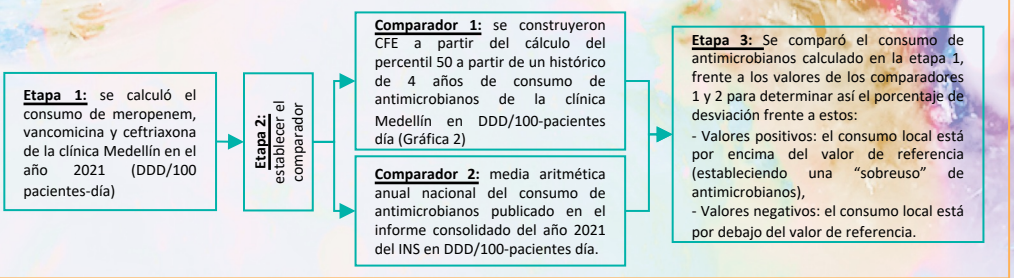 Etapa 1: se calculó el
consumo de meropenem,
vancomicina y ceftriaxona
de la clínica Medellín en el
año 2021 (DDD/100
pacientes-día)
Etapa 2:
establecer el
comparador
Comparador 1: se construyeron
CFE a partir del cálculo del
percentil 50 a partir de un histórico
de 4 años de consumo de
antimicrobianos de la clínica
Medellín en DDD/100-pacientes
día (Gráfica 2)
Comparador 2: media aritmética
anual nacional del consumo de
antimicrobianos publicado en el
informe consolidado del año 2021
del INS en DDD/100-pacientes día.
Etapa 3: Se comparó el consumo de
antimicrobianos calculado en la etapa 1,
frente a los valores de los comparadores
1 y 2 para determinar así el porcentaje de
desviación frente a estos:
- Valores positivos: el consumo local está
por encima del valor de referencia
(estableciendo una “sobreuso” de
antimicrobianos),
- Valores negativos: el consumo local está
por debajo del valor de referencia.